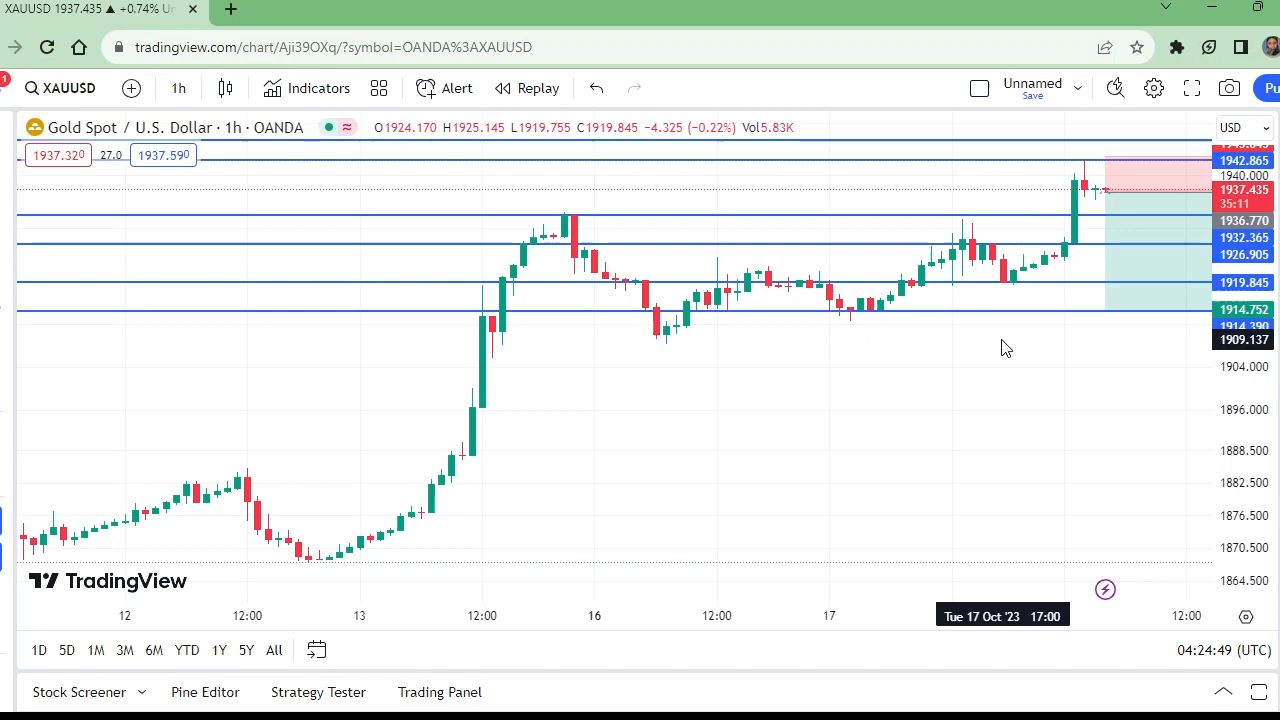 XAUUSD 1937.435 ▲ +0.74% Un
tradingview.com/chart/Aji39OXq/?symbol=OANDA%3AXAUUSD
1
XAUUSD
1h
Indicators
Alert
Replay
Unnamed
Save
Pu
Gold Spot / U.S. Dollar · 1h · OANDA
O1924.170 H1925.145 L1919.755 C1919.845 -4.325 (-0.22%) Vol5.83K
USD
1937.320
27.0
1937.590
1942.865
1940.000
1937.435
35:11
1936.770
1932.365
1926.905
1919.845
1914.752
1914.390
1909.137
1904.000
1896.000
1888.500
1882.500
1876.500
1870.500
1864.500
TradingView
12
12:00
13
12:00
16
12:00
17
Tue 17 Oct '23 17:00
12:00
1D 5D 1M 3M 6M YTD 1Y 5Y All
04:24:49 (UTC)
Stock Screener
Pine Editor
Strategy Tester
Trading Panel